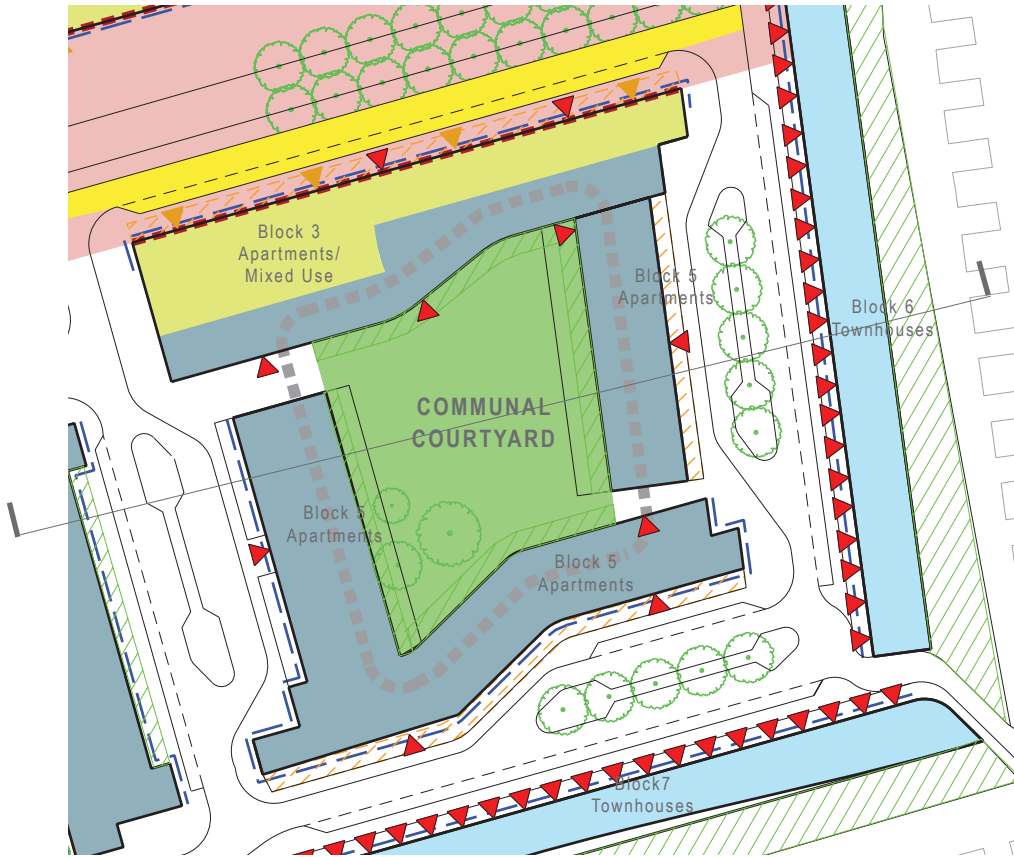 Block 3
Apartments/
Mixed Use
Block 5
Apartments
Block 6
Townhouses
COMMUNAL
COURTYARD
Block 5
Apartments
Block 5
Apartments
Block7
Townhouses